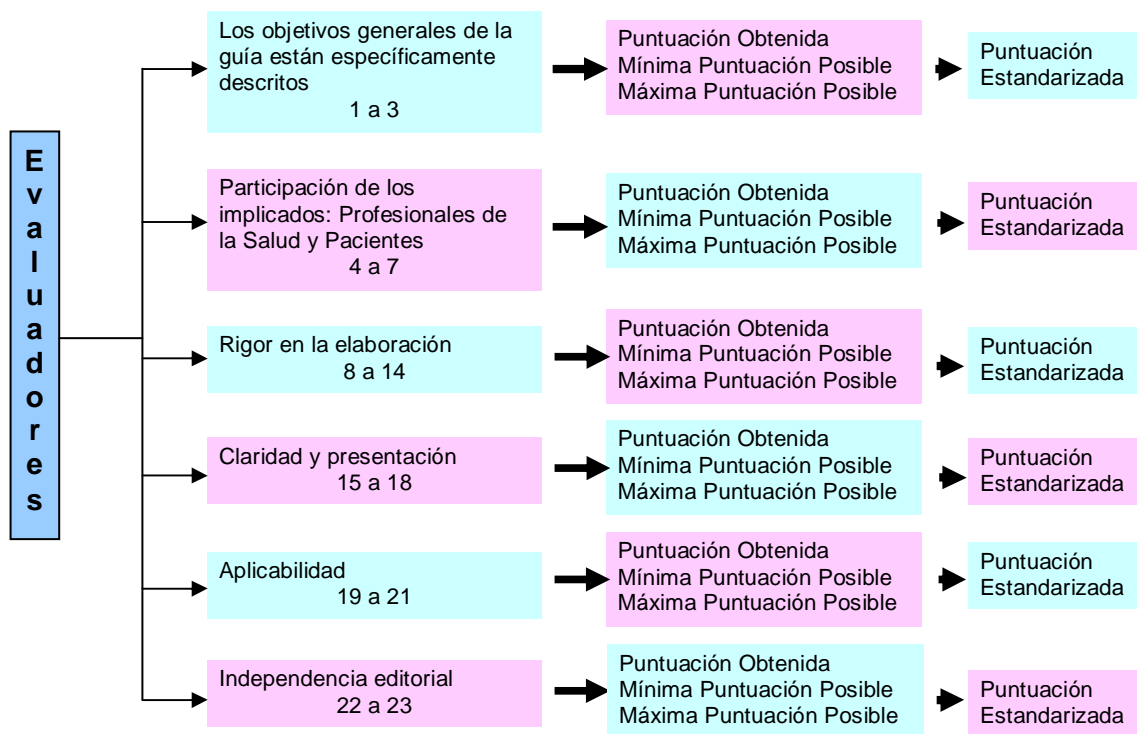 Evaluadores
Los objetivos generales de la
guía están específicamente
descritos
1 a 3
Puntuación Obtenida
Mínima Puntuación Posible
Máxima Puntuación Posible
Puntuación
Estandarizada
Participación de los
implicados: Profesionales de
la Salud y Pacientes
4 a 7
Puntuación Obtenida
Mínima Puntuación Posible
Máxima Puntuación Posible
Puntuación
Estandarizada
Rigor en la elaboración
8 a 14
Puntuación Obtenida
Mínima Puntuación Posible
Máxima Puntuación Posible
Puntuación
Estandarizada
Claridad y presentación
15 a 18
Puntuación Obtenida
Mínima Puntuación Posible
Máxima Puntuación Posible
Puntuación
Estandarizada
Aplicabilidad
19 a 21
Puntuación Obtenida
Mínima Puntuación Posible
Máxima Puntuación Posible
Puntuación
Estandarizada
Independencia editorial
22 a 23
Puntuación Obtenida
Mínima Puntuación Posible
Máxima Puntuación Posible
Puntuación
Estandarizada